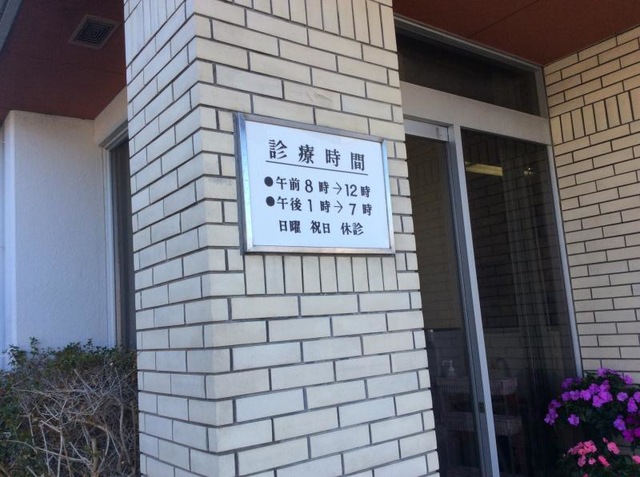 診療時間
●午前8時→12時
●午後1時→7時
日曜 祝日 休診